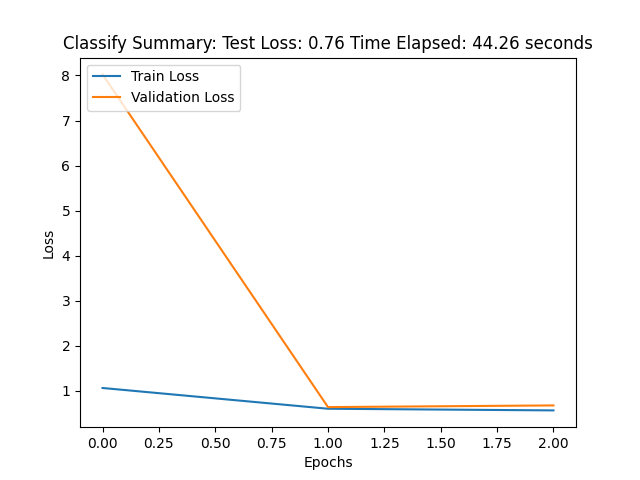 Classify Summary: Test Loss: 0.76 Time Elapsed: 44.26 seconds
Train Loss
Validation Loss
8
7
6
5
4
3
2
1
Loss
0.00 0.25 0.50 0.75 1.00 1.25 1.50 1.75 2.00
Epochs